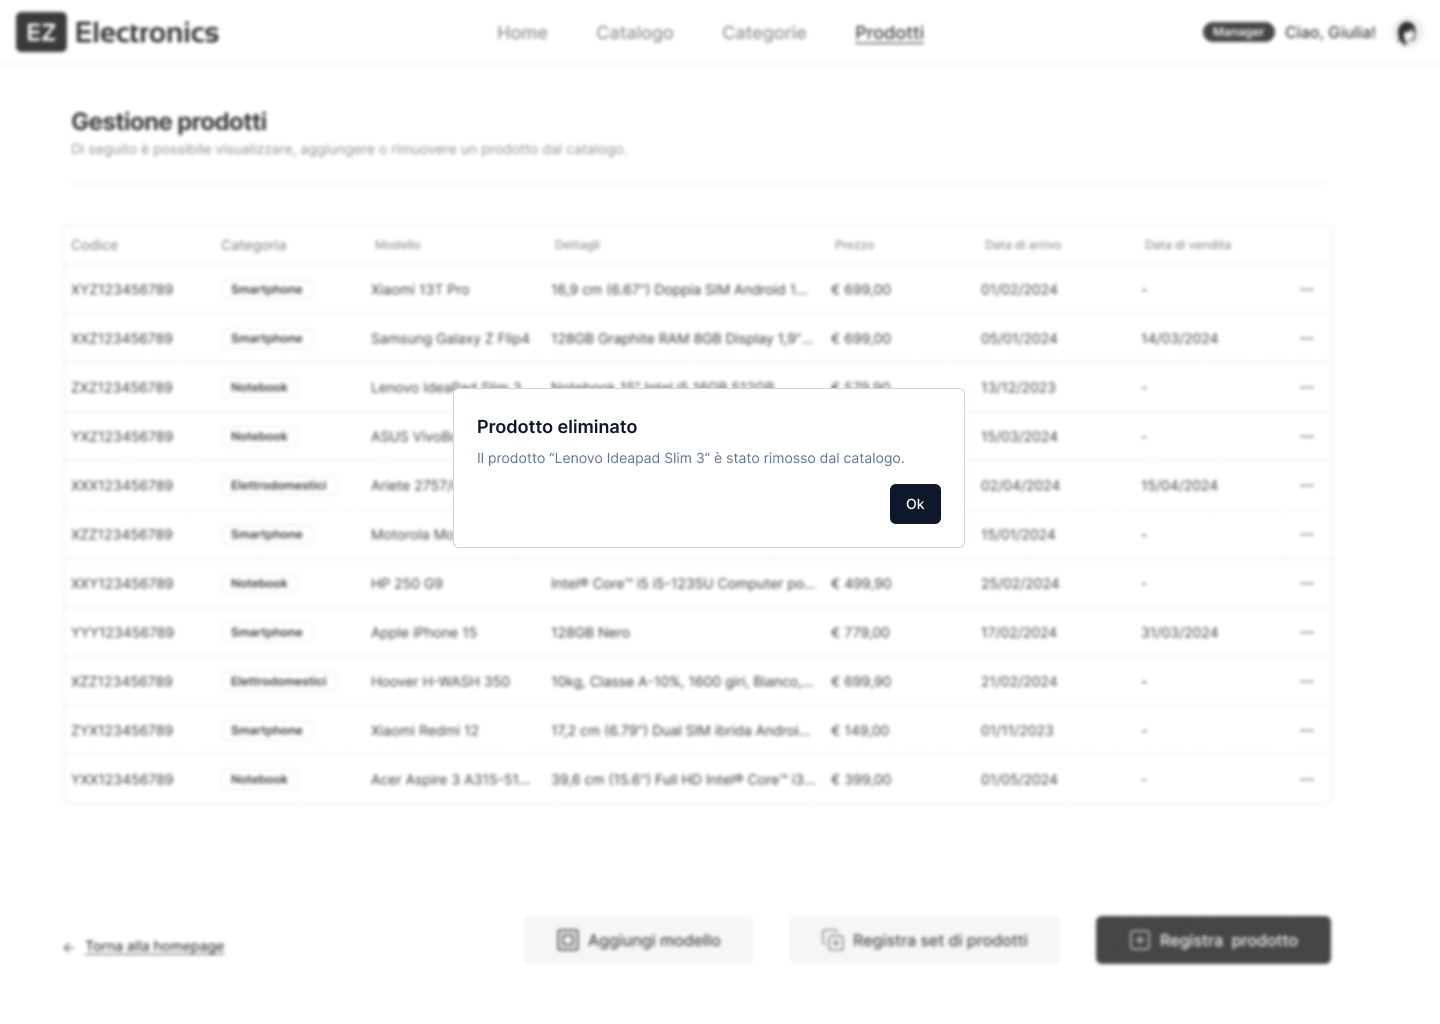 EZ Electronics Home Catalogo Categorie Prodotti Manager Ciao, Giulia!
Gestione prodotti
Di seguito è possibile visualizzare, aggiungere o rimuovere un prodotto dal catalogo.
Codice Categoria Modello Dettagli Prezzo Data di arrivo Data di vendita
XYZ123456789 Smartphone Xiaomi 13T Pro 16,9 cm (6.67") Doppia SIM Android 1... € 699,00 01/02/2024 - ...
XXZ123456789 Smartphone Samsung Galaxy Z Flip4 128GB Graphite RAM 8GB Display 1,9"... € 699,00 05/01/2024 14/03/2024 ...
ZXZ123456789 Notebook Lenovo IdeaPad Slim 3 Notebook 15" Intel i5 16GB 512GB € 579,90 13/12/2023 - ...
YXZ123456789 Notebook ASUS 15/03/2024 - ...
XXX123456789 Elettrodomestici Ariete 2757/ 02/04/2024 15/04/2024 ...
XZZ123456789 Smartphone Motorola 15/01/2024 - ...
Prodotto eliminato
Il prodotto “Lenovo Ideapad Slim 3” è stato rimosso dal catalogo.
Ok
XXY123456789 Notebook HP 250 G9 Intel® Core™ i5 i5-1235U Computer po... € 499,90 25/02/2024 - ...
YYY123456789 Smartphone Apple iPhone 15 128GB Nero € 779,00 17/02/2024 31/03/2024 ...
XZZ123456789 Elettrodomestici Hoover H-WASH 350 10kg, Classe A-10%, 1600 giri, Bianco,... € 699,90 21/02/2024 - ...
ZYX123456789 Smartphone Xiaomi Redmi 12 17,2 cm (6.79") Dual SIM ibrida Androi... € 149,00 01/11/2023 - ...
YXX123456789 Notebook Acer Aspire 3 A315-51... 39,6 cm (15.6") Full HD Intel® Core™ i3... € 399,00 01/05/2024 - ...
← Torna alla homepage Aggiungi modello Registra set di prodotti Registra prodotto